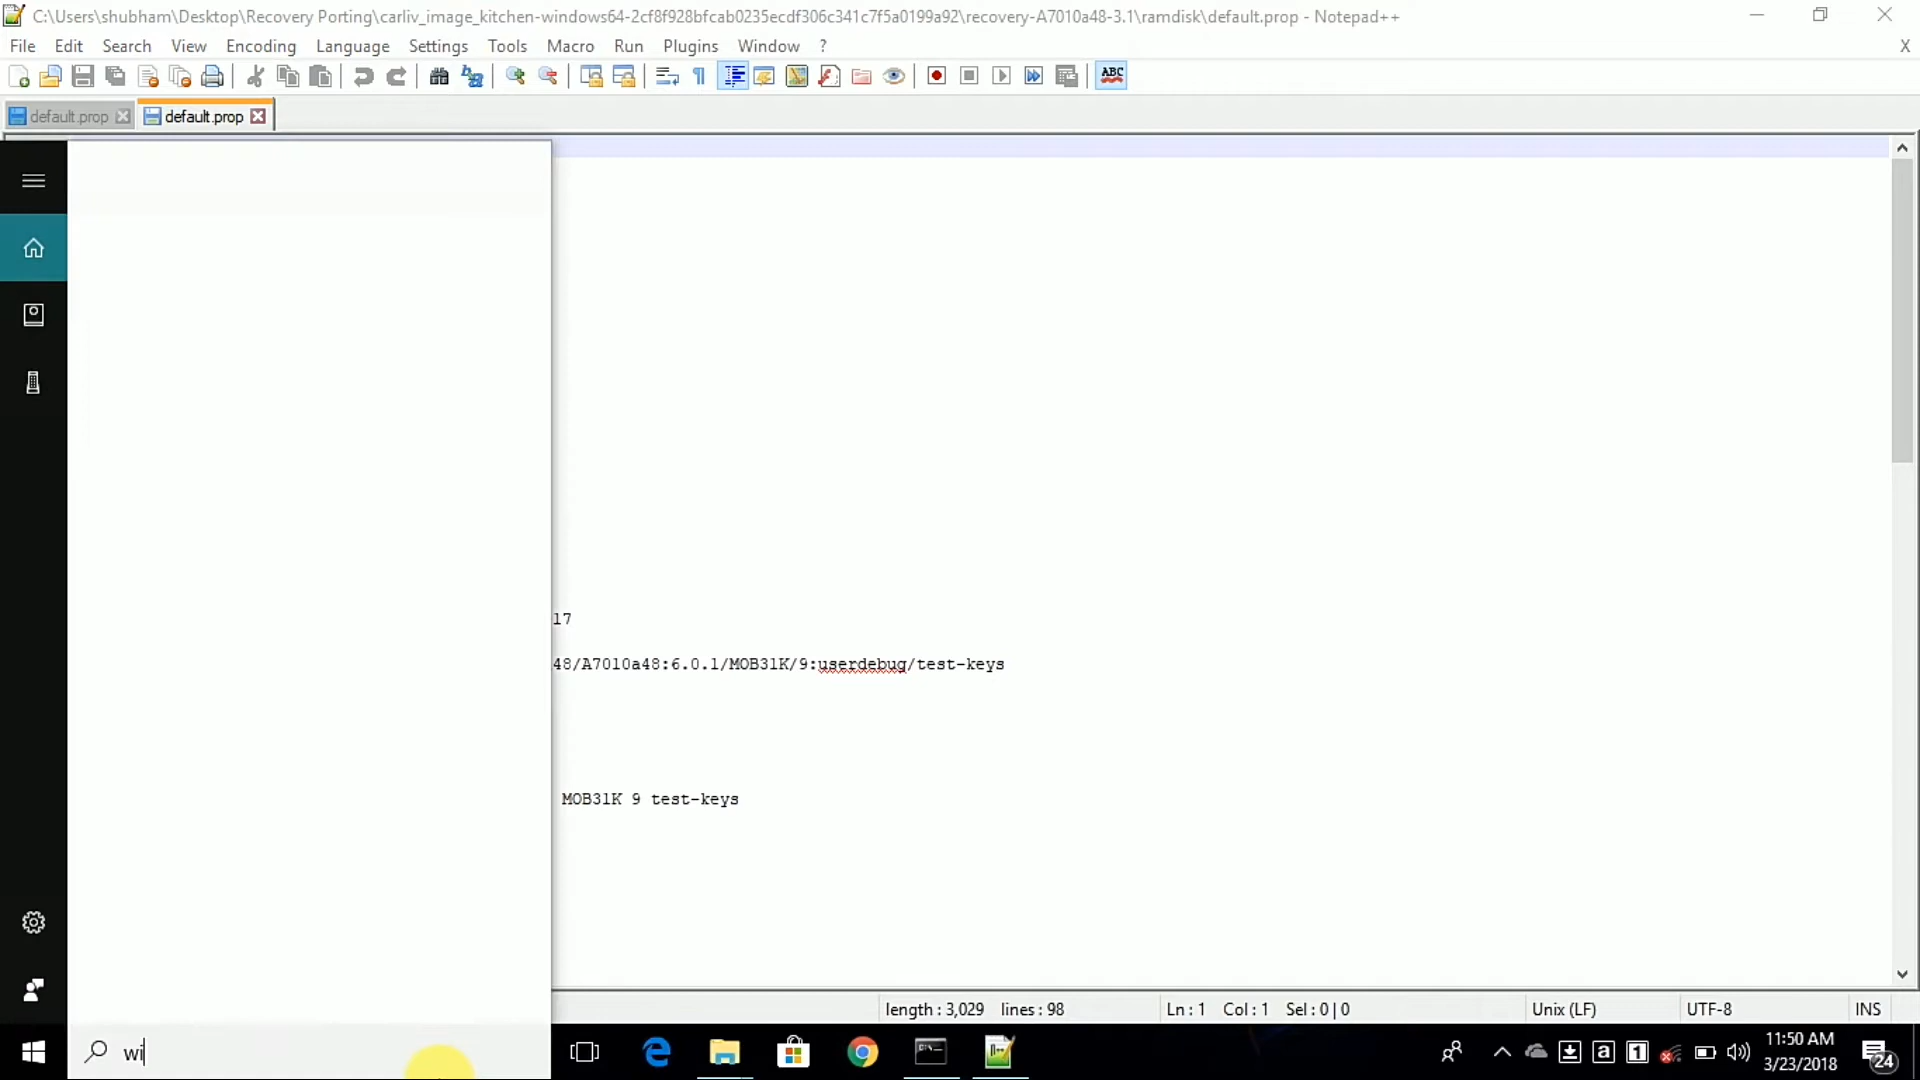 C:\Users\shubham\Desktop\Recovery Porting\carliv_image_kitchen-windows64-2cf8f928bfcab0235ecdf306c341c7f5a0199a92\recovery-A7010a48-3.1\ramdisk\default.prop - Notepad++
File Edit Search View Encoding Language Settings Tools Macro Run Plugins Window ? X
ABC
default.prop default.prop
17
48/A7010a48:6.0.1/MOB31K/9:userdebug/test-keys
MOB31K 9 test-keys
length : 3,029 lines : 98 Ln : 1 Col : 1 Sel : 0 | 0 Unix (LF) UTF-8 INS
wi
11:50 AM
3/23/2018
24